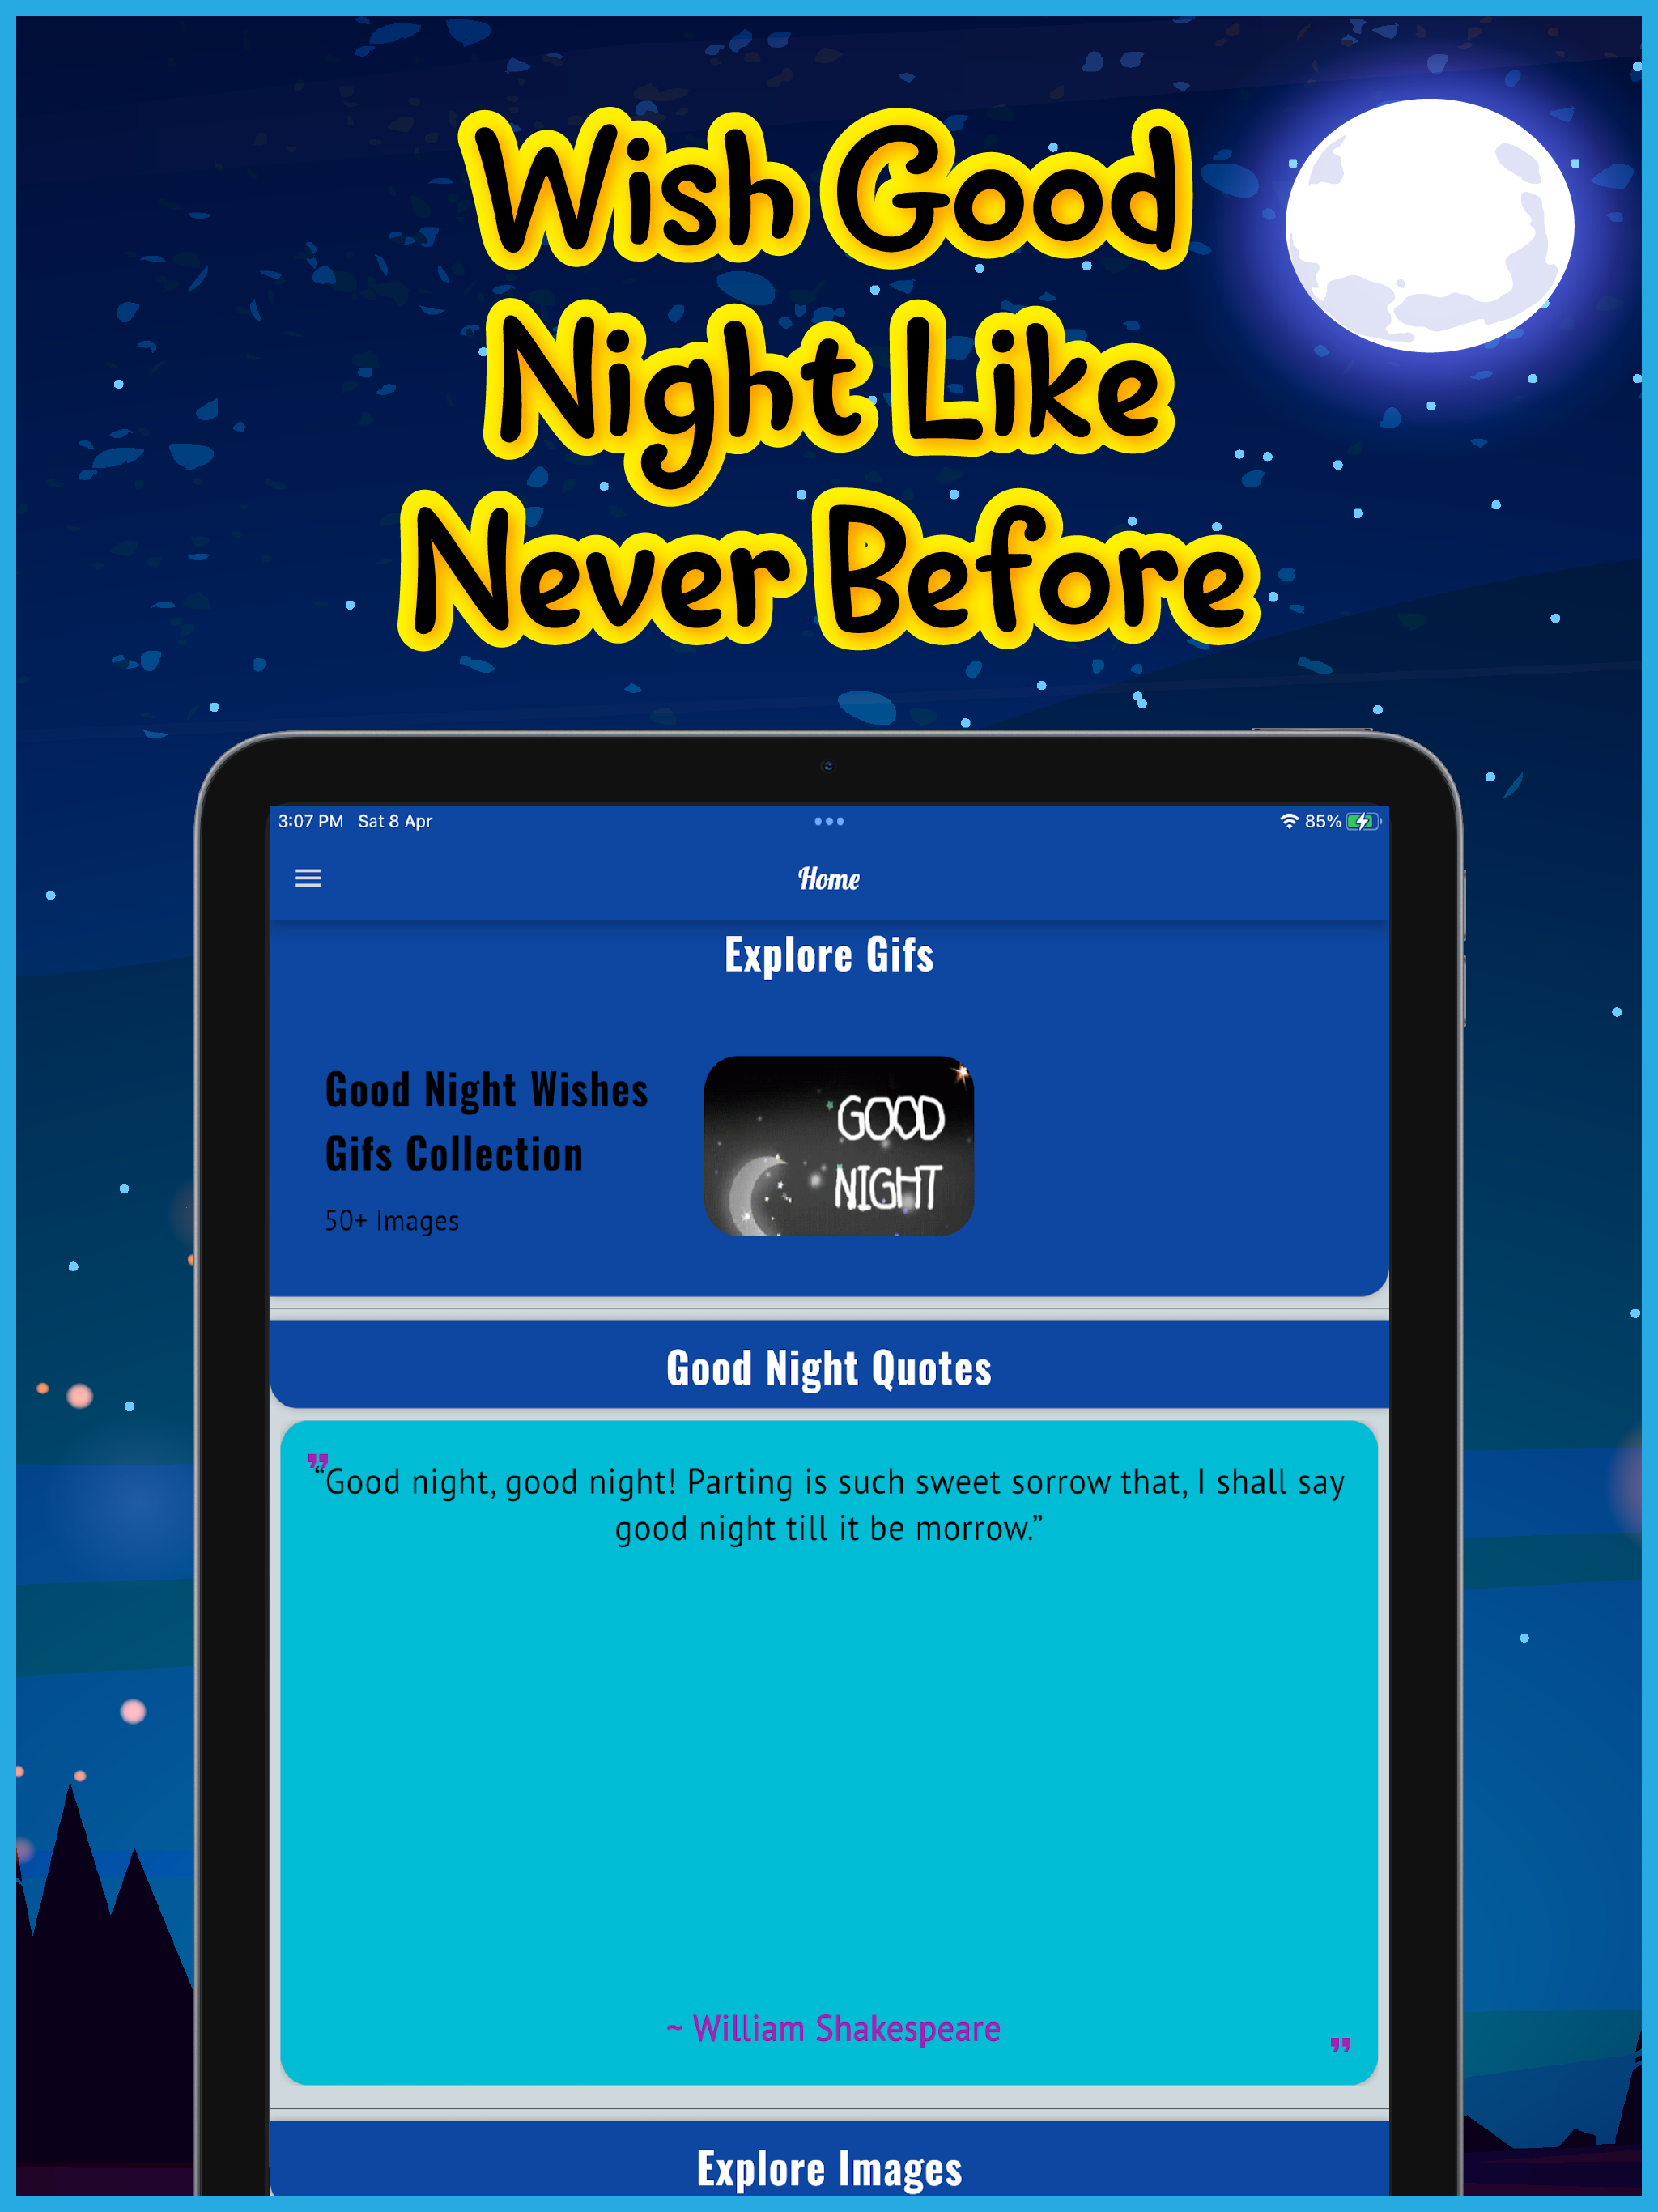 Wish Good
Night Like
Never Before
3:07 PM Sat 8 Apr
85%
Home
Explore Gifs
Good Night Wishes
Gifs Collection
50+ Images
GOOD
NIGHT
Good Night Quotes
“Good night, good night! Parting is such sweet sorrow that, I shall say
good night till it be morrow.”
~ William Shakespeare
Explore Images